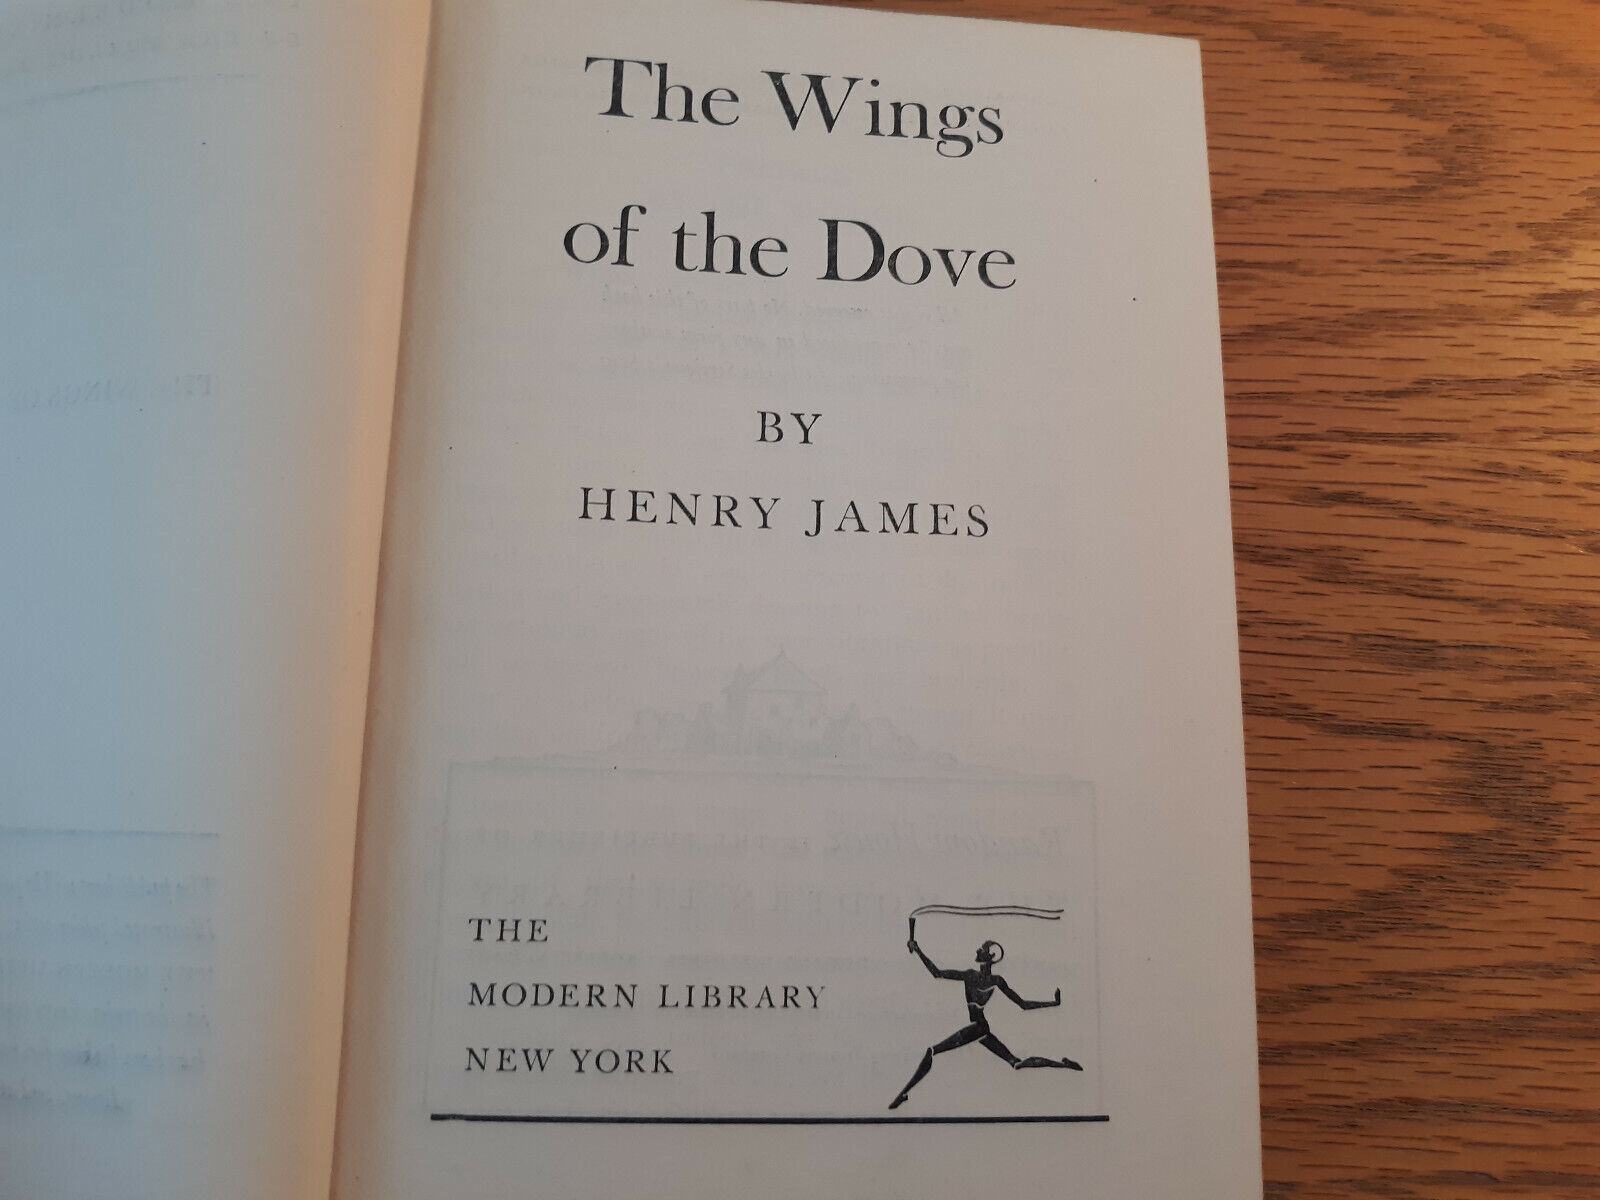 The Wings
of the Dove
BY
HENRY JAMES
THE
MODERN LIBRARY
NEW YORK